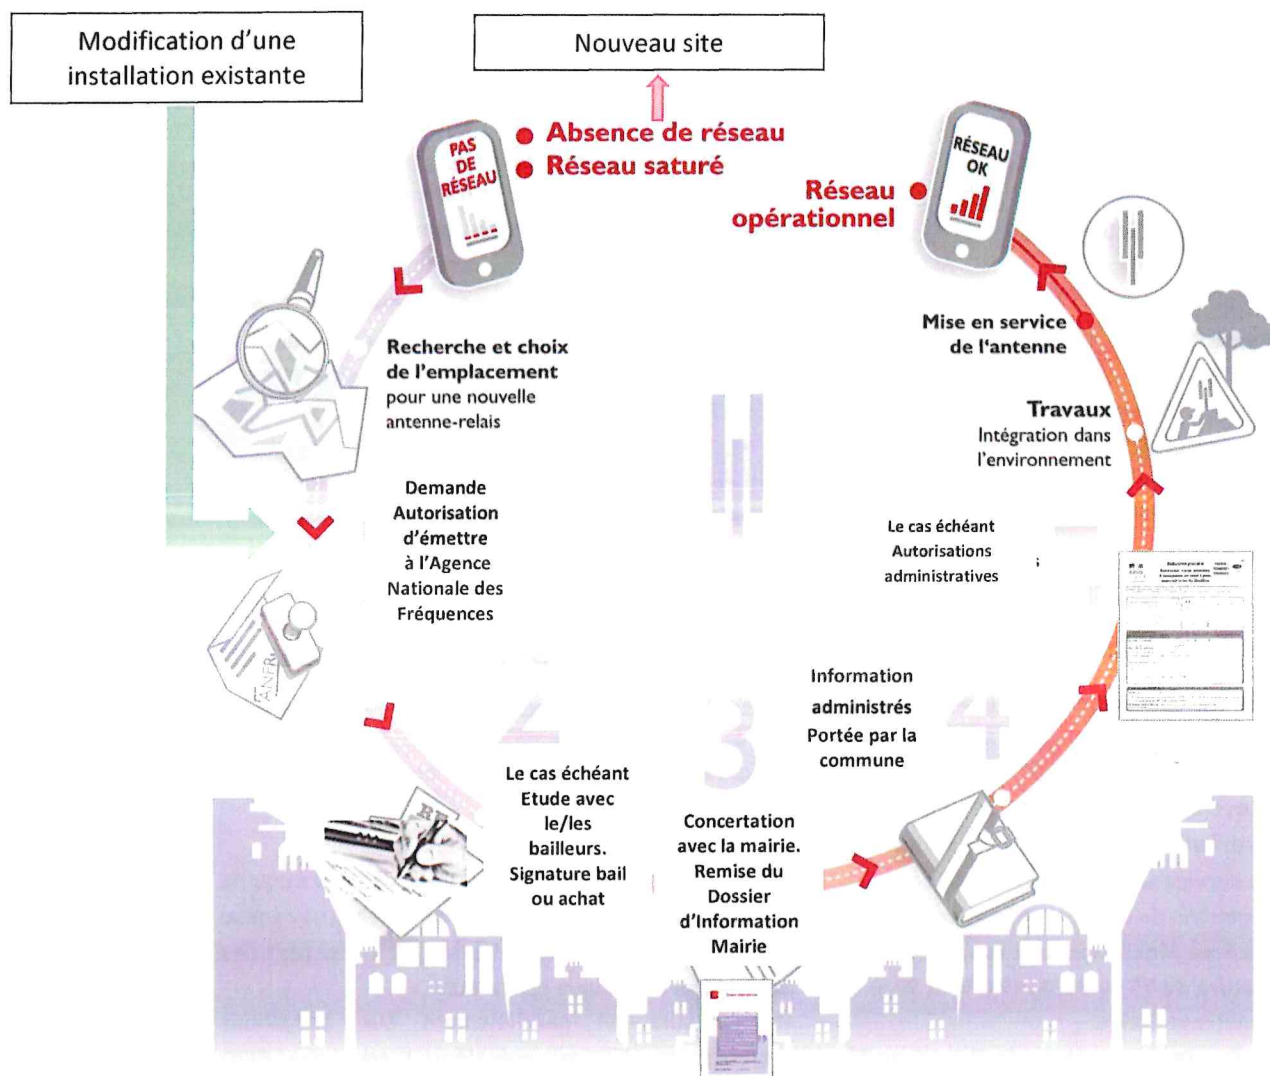 Modification d'une
installation existante
Nouveau site
Absence de réseau
Réseau saturé
PAS
DE
RÉSEAU
RÉSEAU
OK
Réseau
opérationnel
Mise en service
de l'antenne
Recherche et choix
de l'emplacement
pour une nouvelle
antenne-relais
Travaux
Intégration dans
l'environnement
Demande
Autorisation
d'émettre
à l'Agence
Nationale des
Fréquences
Le cas échéant
Autorisations
administratives
ANFR
Information
administrés
Portée par la
commune
2
3
4
Le cas échéant
Etude avec
le/les
bailleurs.
Signature bail
ou achat
Concertation
avec la mairie.
Remise du
Dossier
d'Information
Mairie